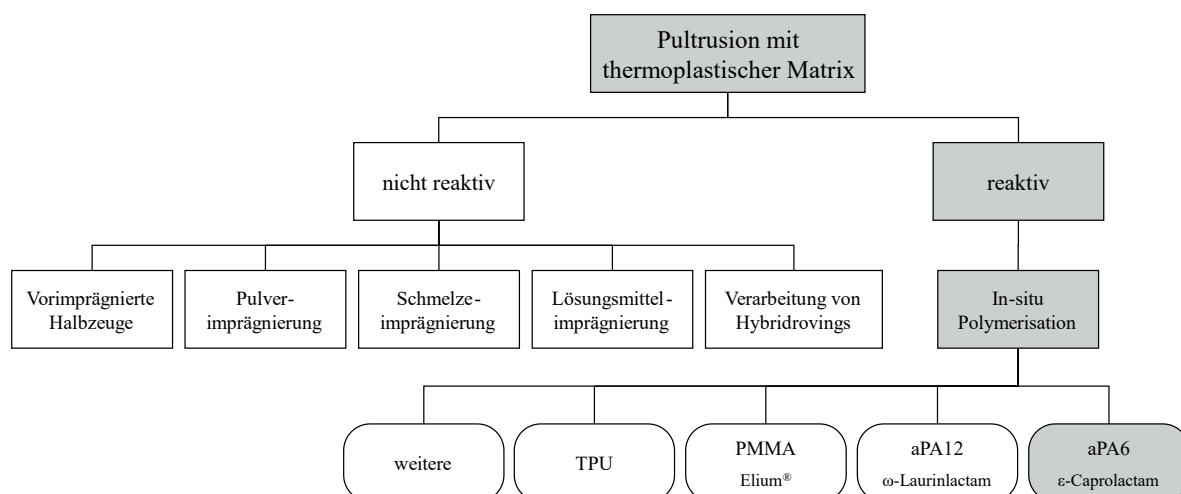 Pultrusion mit
thermoplastischer Matrix
nicht reaktiv
reaktiv
Vorimprägnierte
Halbzeuge
Pulver-
imprägnierung
Schmelze-
imprägnierung
Lösungsmittel-
imprägnierung
Verarbeitung von
Hybridrovings
In-situ
Polymerisation
weitere
TPU
PMMA
Elium®
aPA12
ω-Laurinlactam
aPA6
ε-Caprolactam